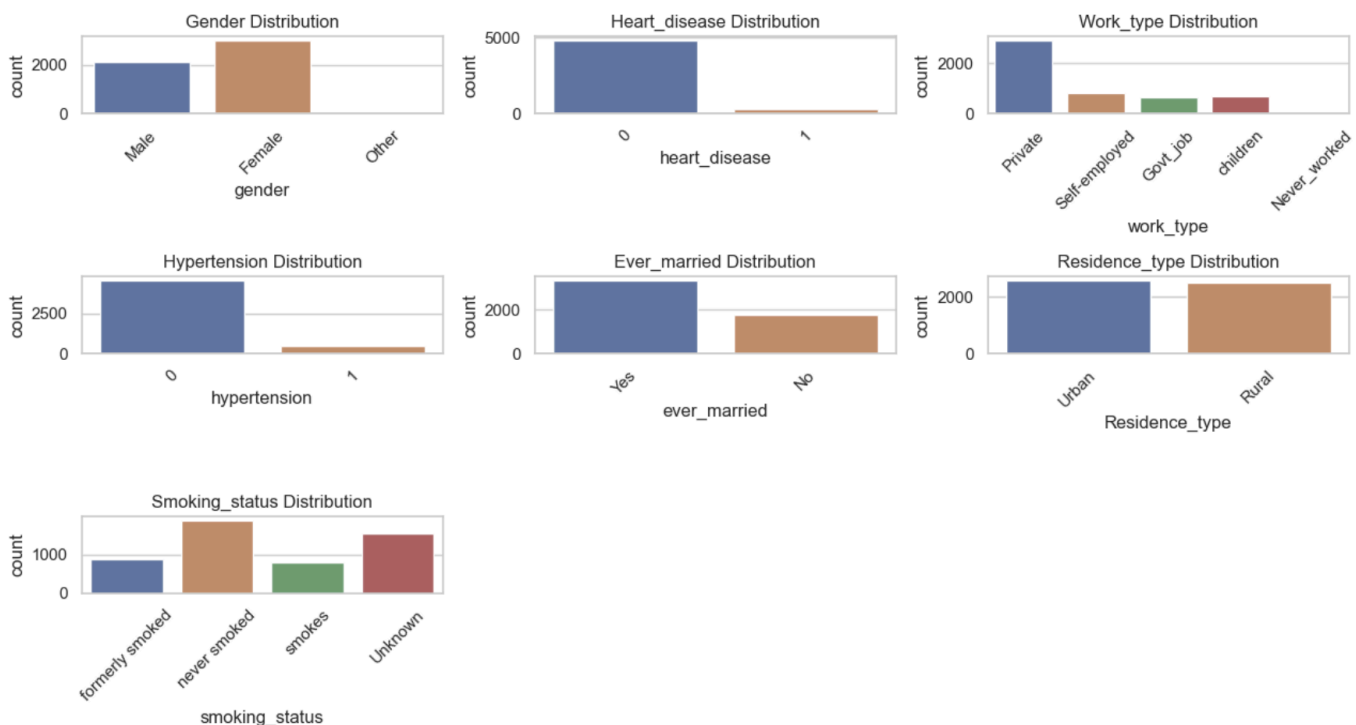 Gender Distribution
count
2000
0
Male
Female
Other
gender
Heart_disease Distribution
count
5000
0
0
1
heart_disease
Work_type Distribution
count
2000
0
Private
Self-employed
Govt_job
children
Never_worked
work_type
Hypertension Distribution
count
2500
0
0
1
hypertension
Ever_married Distribution
count
2000
0
Yes
No
ever_married
Residence_type Distribution
count
2000
0
Urban
Rural
Residence_type
Smoking_status Distribution
count
1000
0
formerly smoked
never smoked
smokes
Unknown
smoking_status